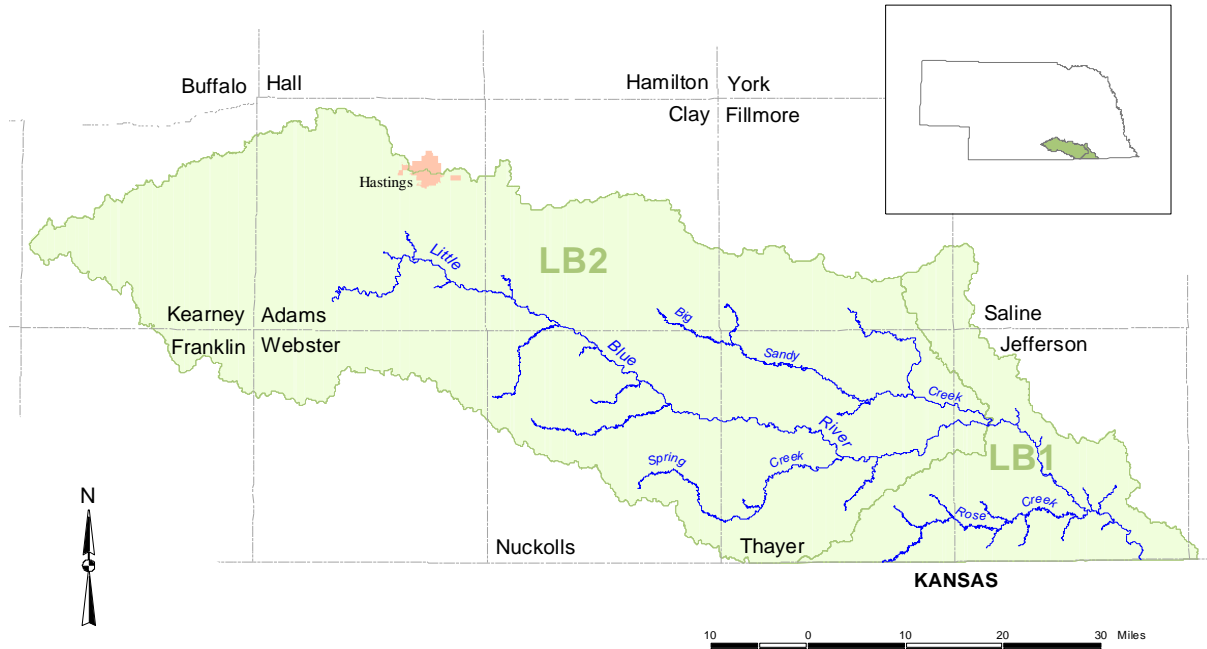 Buffalo
Hall
Hamilton
York
Clay
Fillmore
Hastings
LB2
Little
Big
Kearney
Adams
Saline
Franklin
Webster
Jefferson
Blue
Sandy
Creek
River
LB1
Spring
Creek
Rose
Creek
N
Nuckolls
Thayer
KANSAS
10 0 10 20 30 Miles